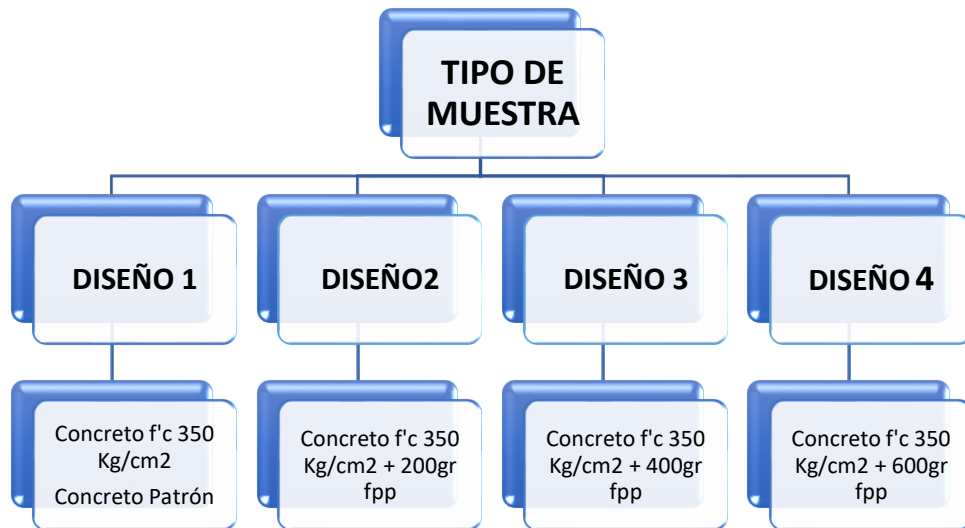 TIPO DE
MUESTRA
DISEÑO 1
DISEÑO2
DISEÑO 3
DISEÑO 4
Concreto f'c 350
Kg/cm2
Concreto Patrón
Concreto f'c 350
Kg/cm2 + 200gr
fpp
Concreto f'c 350
Kg/cm2 + 400gr
fpp
Concreto f'c 350
Kg/cm2 + 600gr
fpp